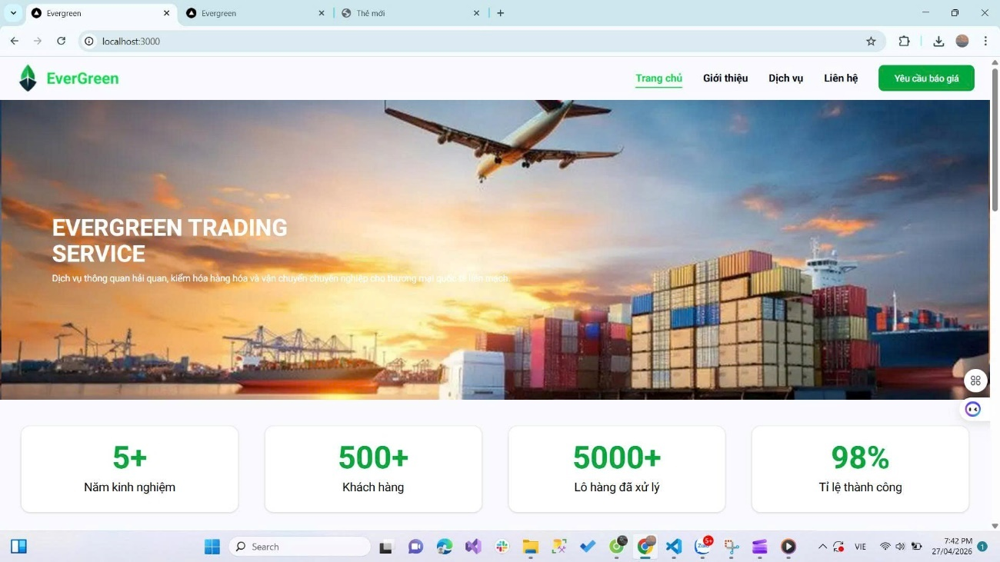 Evergreen
Evergreen
Thẻ mới
localhost:3000
EverGreen
Trang chủ
Giới thiệu
Dịch vụ
Liên hệ
Yêu cầu báo giá
EVERGREEN TRADING
SERVICE
Dịch vụ thông quan hải quan, kiểm hóa hàng hóa và vận chuyển chuyên nghiệp cho thương mại quốc tế liền mạch.
5+
Năm kinh nghiệm
500+
Khách hàng
5000+
Lô hàng đã xử lý
98%
Tỉ lệ thành công
Search
Zalo
5+
VIE
7:42 PM
27/04/2026
1